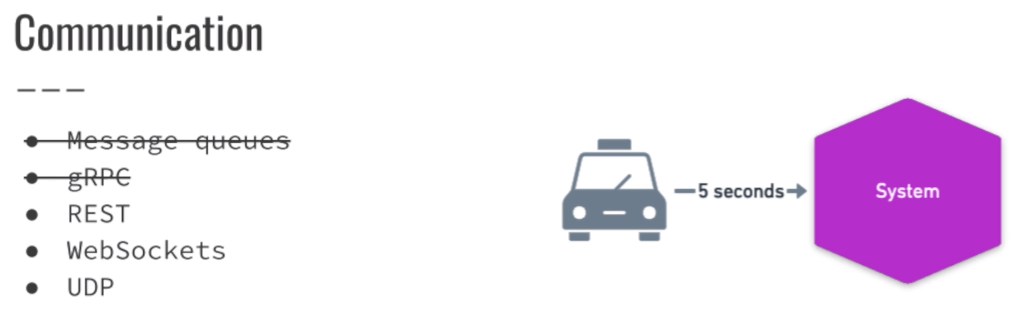 Communication
---
● Message queues
● gRPC
● REST
● WebSockets
● UDP
5 seconds
System